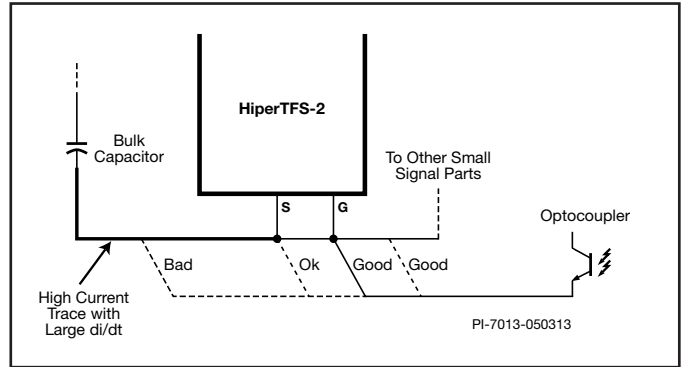 HiperTFS-2
Bulk
Capacitor
To Other Small
Signal Parts
S
G
Optocoupler
Bad
Ok
Good
Good
High Current
Trace with
Large di/dt
PI-7013-050313